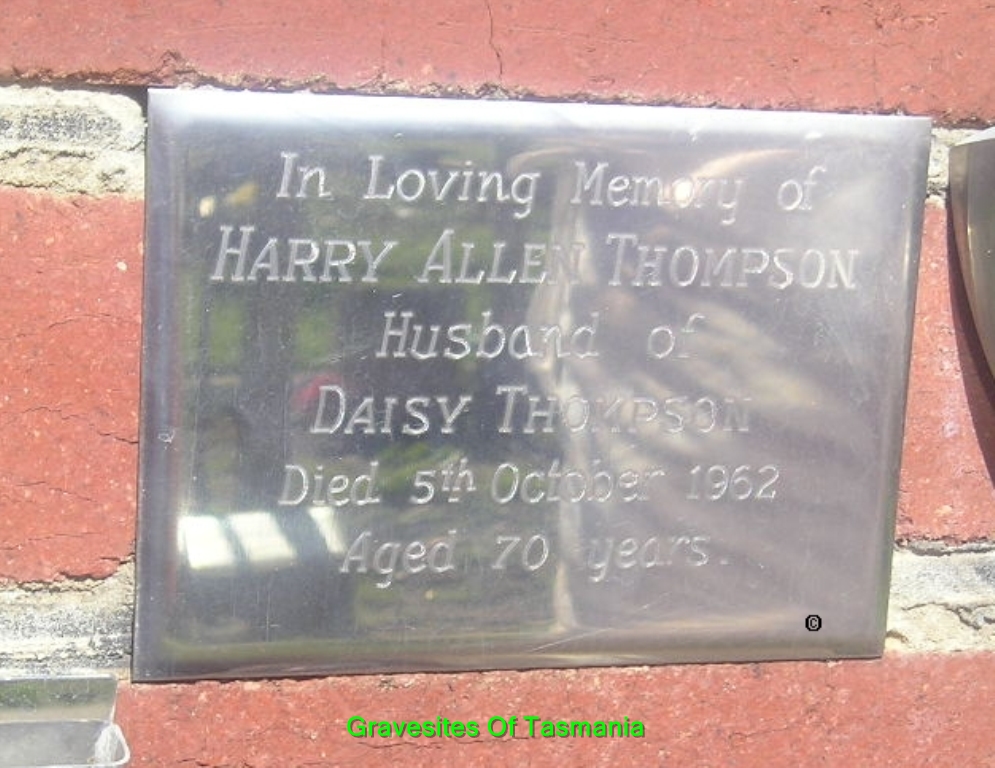 In Loving Memory of
HARRY ALLEN THOMPSON
Husband of
DAISY THOMPSON
Died 5th October 1962
Aged 70 years.
©
Gravesites Of Tasmania